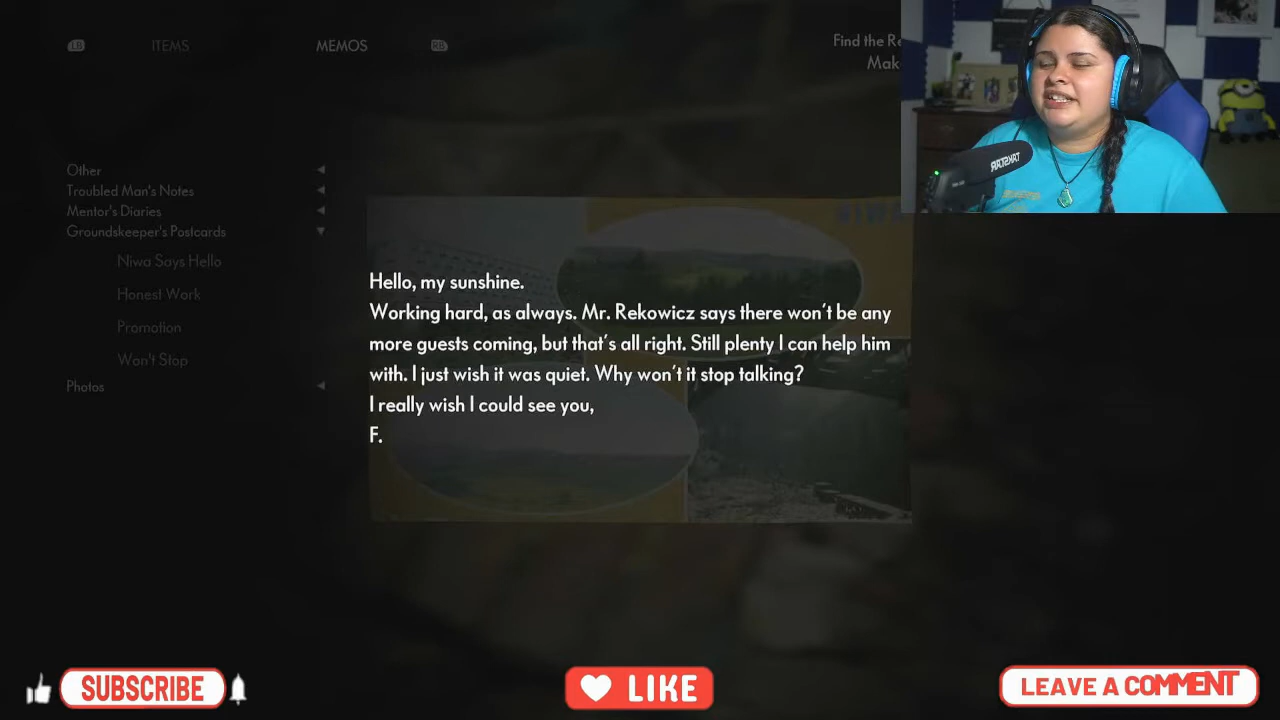 LB
ITEMS
MEMOS
RB
Find the Re
Mak
Other
Troubled Man's Notes
Mentor's Diaries
Groundskeeper's Postcards
Niwa Says Hello
Honest Work
Promotion
Won't Stop
Photos
Hello, my sunshine.
Working hard, as always. Mr. Rekowicz says there won't be any
more guests coming, but that's all right. Still plenty I can help him
with. I just wish it was quiet. Why won't it stop talking?
I really wish I could see you,
F.
TAKSTAR
SUBSCRIBE
LIKE
LEAVE A COMMENT